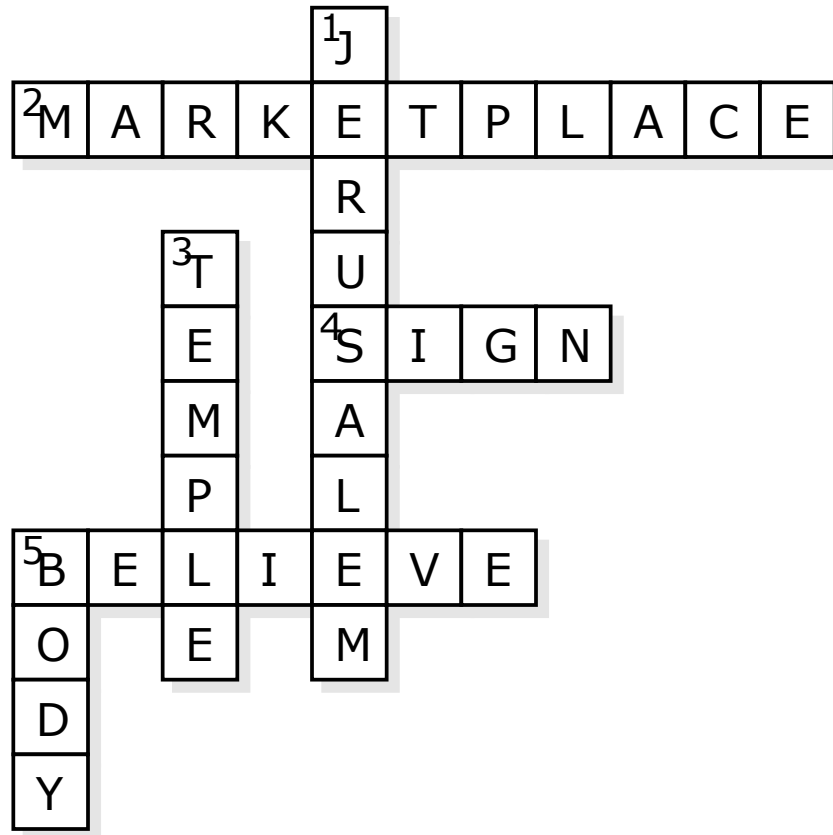 1J
2MARKETPLACE
R
3T U
E 4SIGN
M A
P L
5BELIEVE
O E M
D
Y